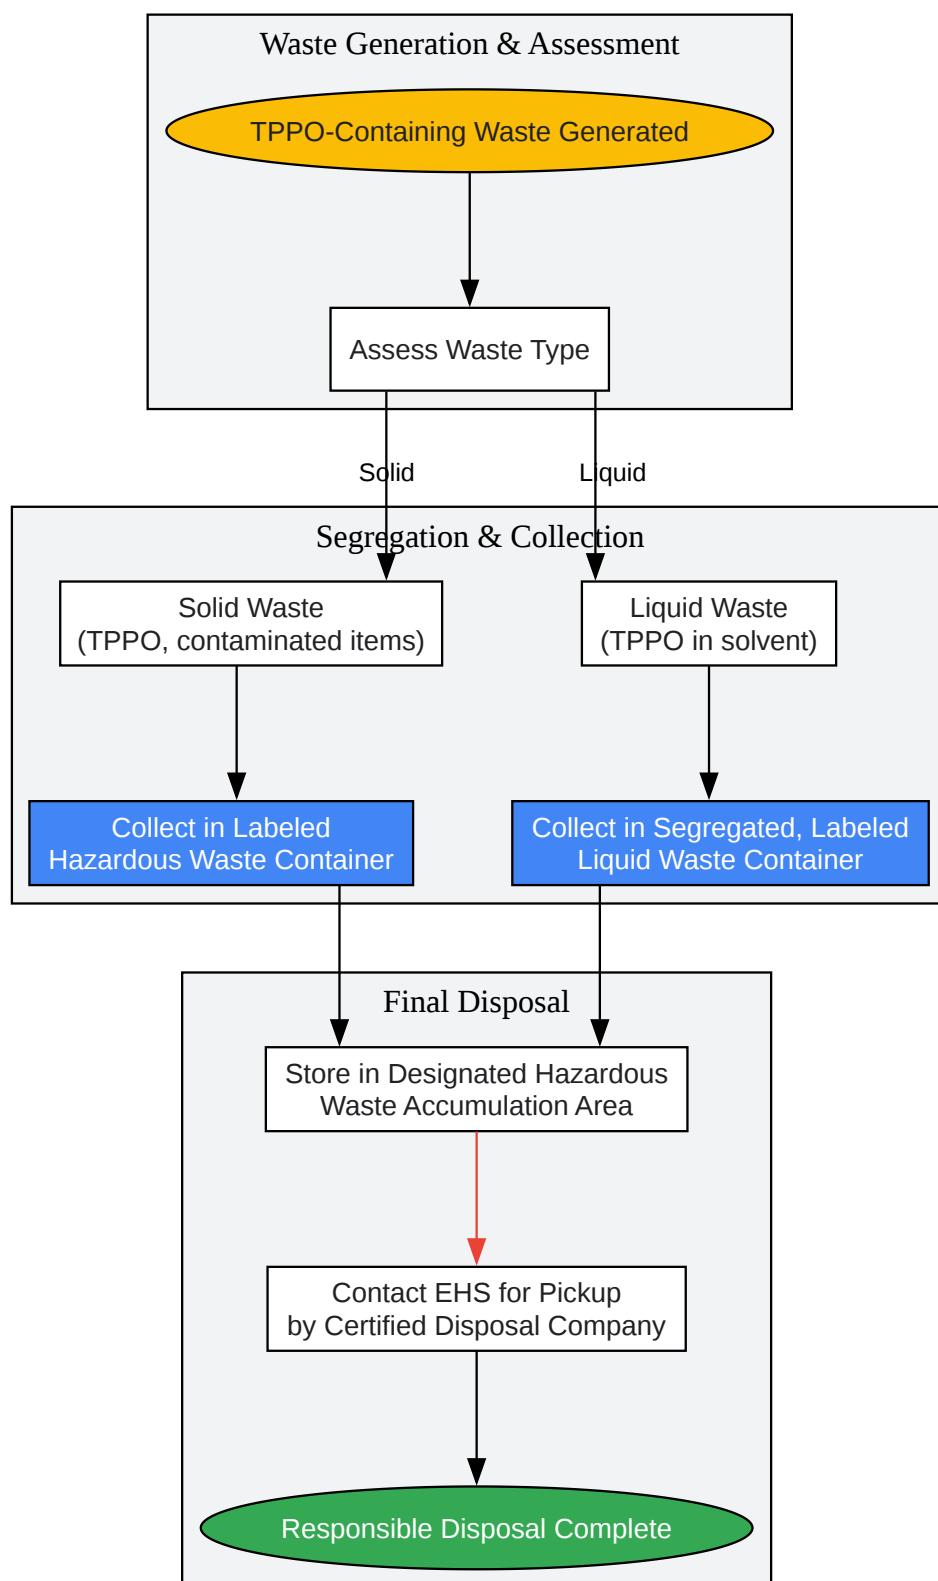 Waste Generation & Assessment
TPPO-Containing Waste Generated
Assess Waste Type
Solid
Liquid
Segregation & Collection
Solid Waste
(TPPO, contaminated items)
Liquid Waste
(TPPO in solvent)
Collect in Labeled
Hazardous Waste Container
Collect in Segregated, Labeled
Liquid Waste Container
Final Disposal
Store in Designated Hazardous
Waste Accumulation Area
Contact EHS for Pickup
by Certified Disposal Company
Responsible Disposal Complete